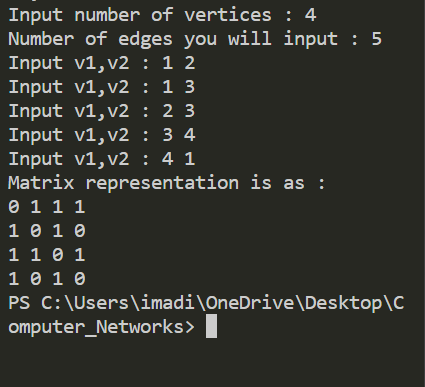 Input number of vertices : 4
Number of edges you will input : 5
Input v1,v2 : 1 2
Input v1,v2 : 1 3
Input v1,v2 : 2 3
Input v1,v2 : 3 4
Input v1,v2 : 4 1
Matrix representation is as :
0 1 1 1
1 0 1 0
1 1 0 1
1 0 1 0
PS C:\Users\imadi\OneDrive\Desktop\C
omputer_Networks>